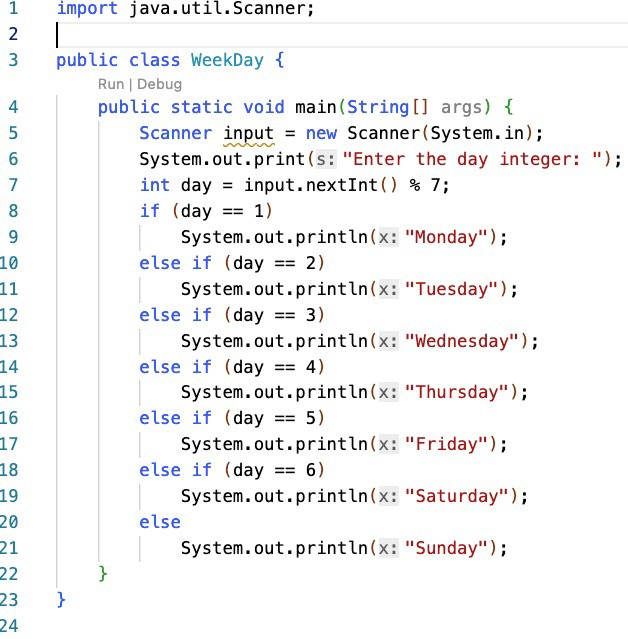 1 import java.util.Scanner;
2
3 public class WeekDay {
Run | Debug
4 public static void main(String[] args) {
5 Scanner input = new Scanner(System.in);
6 System.out.print(s: "Enter the day integer: ");
7 int day = input.nextInt() % 7;
8 if (day == 1)
9 System.out.println(x: "Monday");
10 else if (day == 2)
11 System.out.println(x: "Tuesday");
12 else if (day == 3)
13 System.out.println(x: "Wednesday");
14 else if (day == 4)
15 System.out.println(x: "Thursday");
16 else if (day == 5)
17 System.out.println(x: "Friday");
18 else if (day == 6)
19 System.out.println(x: "Saturday");
20 else
21 System.out.println(x: "Sunday");
22 }
23 }
24